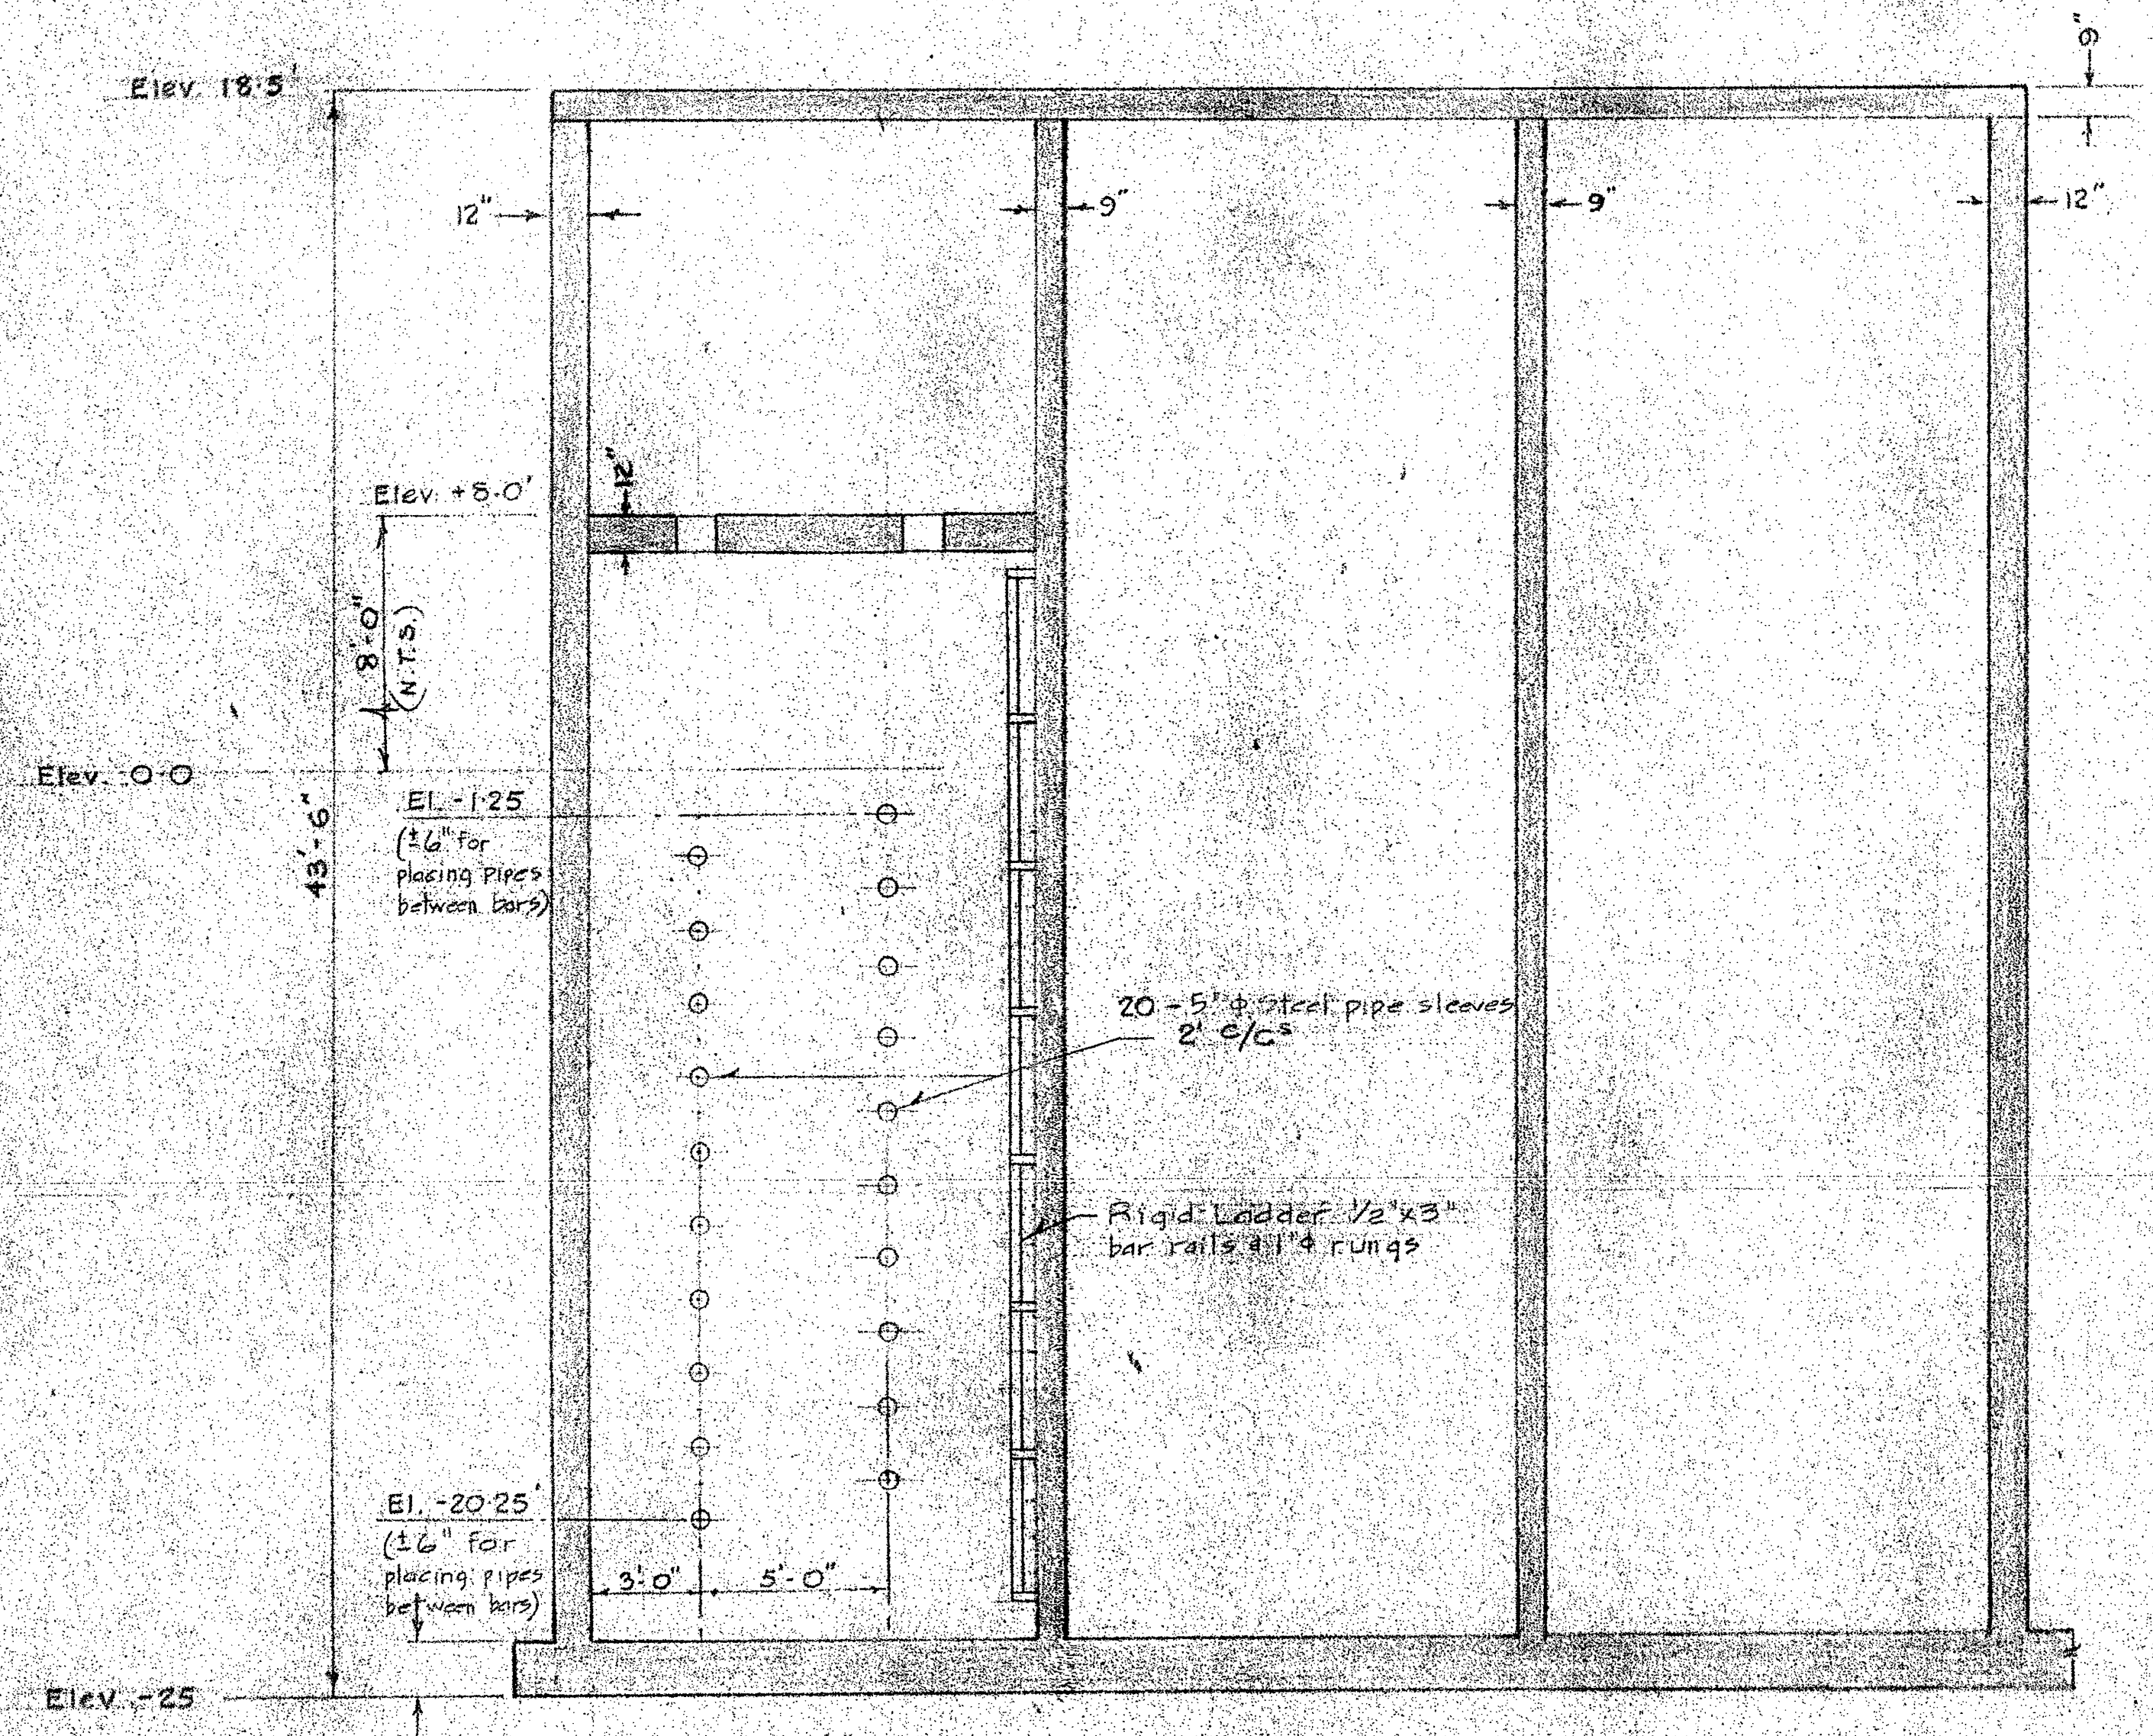 9"
Elev. 18.5'
12"
9"
9"
12"
Elev. +8.0'
12"
8'-0"
(N.T.S.)
Elev. 0.0
43'-6"
El. -1.25
(±6" for
placing pipes
between bars)
20 - 5" φ Steel pipe sleeves
2' c/cs
Rigid Ladder 1/2"x3"
bar rails & 1"φ rungs
El. -20.25'
(±6" for
placing pipes
between bars)
3'-0"
5'-0"
Elev. -25